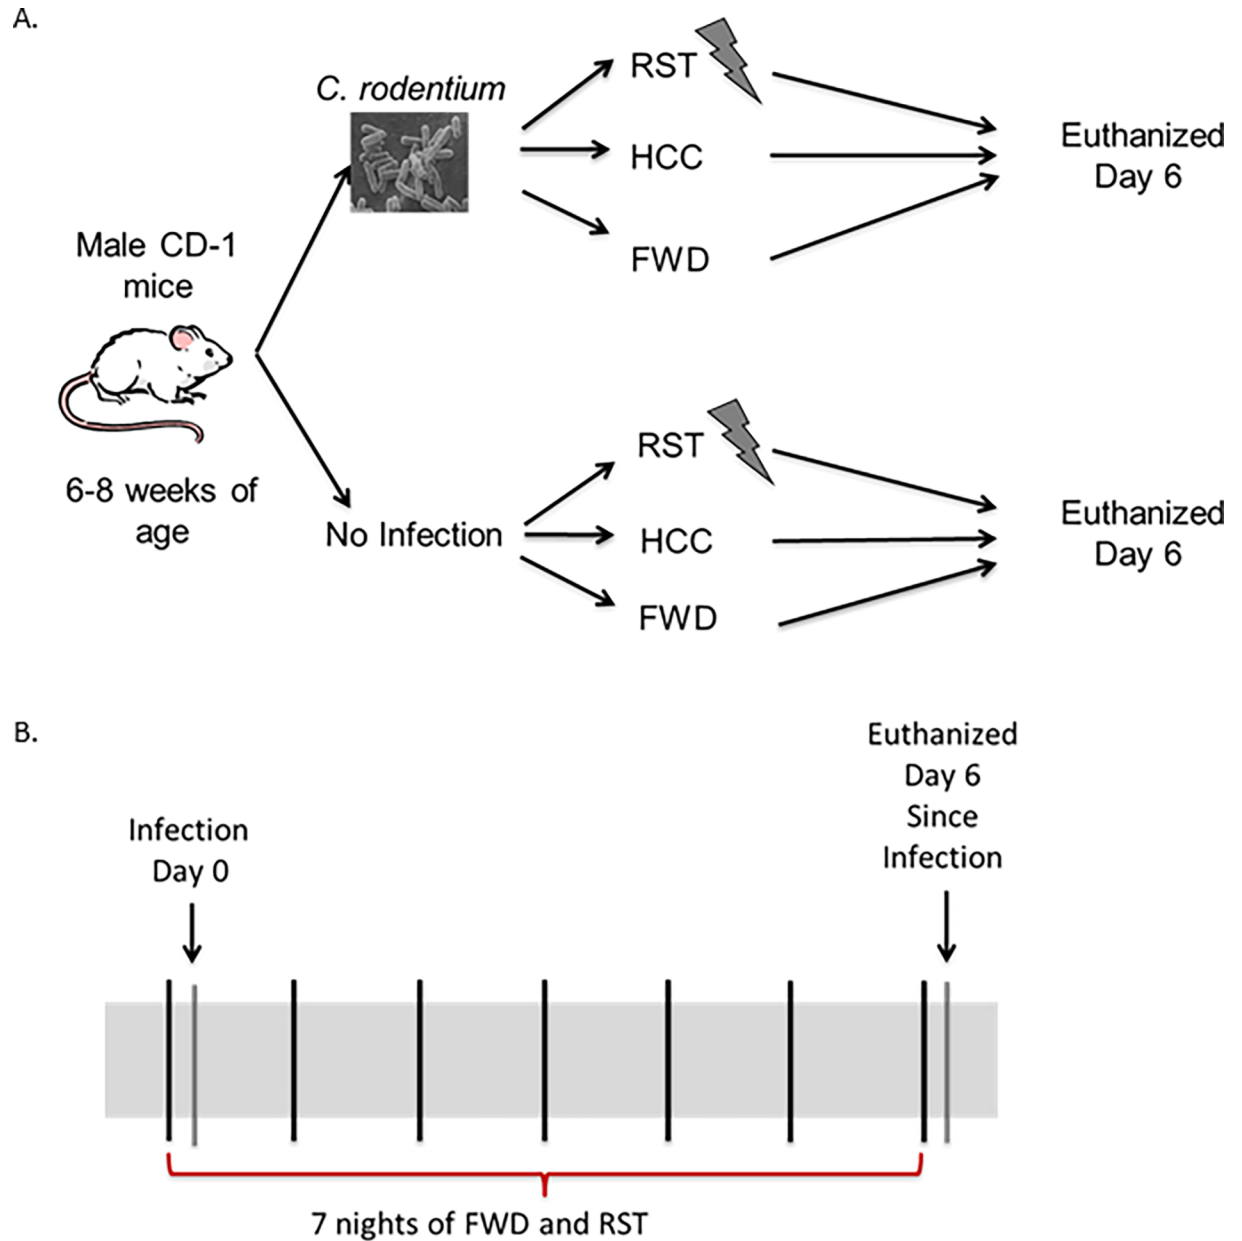 A.
C. rodentium
RST
HCC
FWD
Euthanized
Day 6
Male CD-1
mice
6-8 weeks of
age
No Infection
RST
HCC
FWD
Euthanized
Day 6
B.
Infection
Day 0
Euthanized
Day 6
Since
Infection
7 nights of FWD and RST